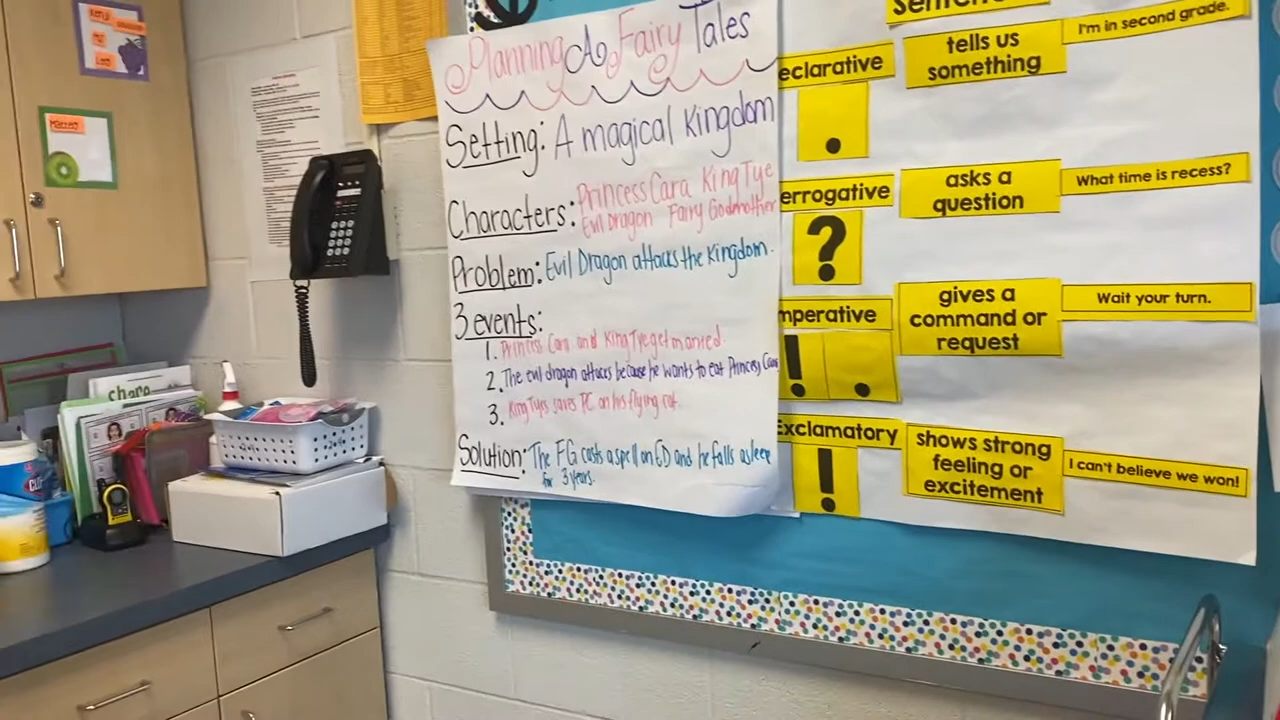 Planning A Fairy Tales
Setting: A magical Kingdom
Characters: Princess Cara King Tye
Evil Dragon Fairy Godmother
Problem: Evil Dragon attacks the Kingdom.
3 events:
1. Princess Cara and King Tye get married.
2. The evil dragon attacks because he wants to eat Princess Cara
3. King Tye saves PC on his flying cat.
Solution: The FG casts a spell on ED and he falls asleep
for 3 years.
Sentenc
eclarative
tells us
something
I'm in second grade.
.
errogative
asks a
question
What time is recess?
?
mperative
gives a
command or
request
Wait your turn.
! .
Exclamatory
shows strong
feeling or
excitement
I can't believe we won!
!
share
Matteo
CLO